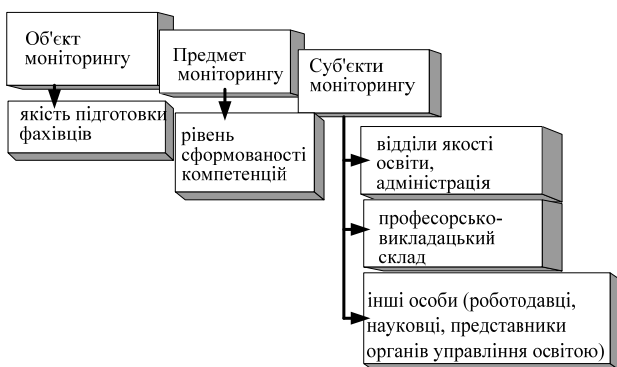 Об'єкт
моніторингу
якість підготовки
фахівців
Предмет
моніторингу
рівень
сформованості
компетенцій
Суб'єкти
моніторингу
відділи якості
освіти,
адміністрація
професорсько-
викладацький
склад
інші особи (роботодавці,
науковці, представники
органів управління освітою)